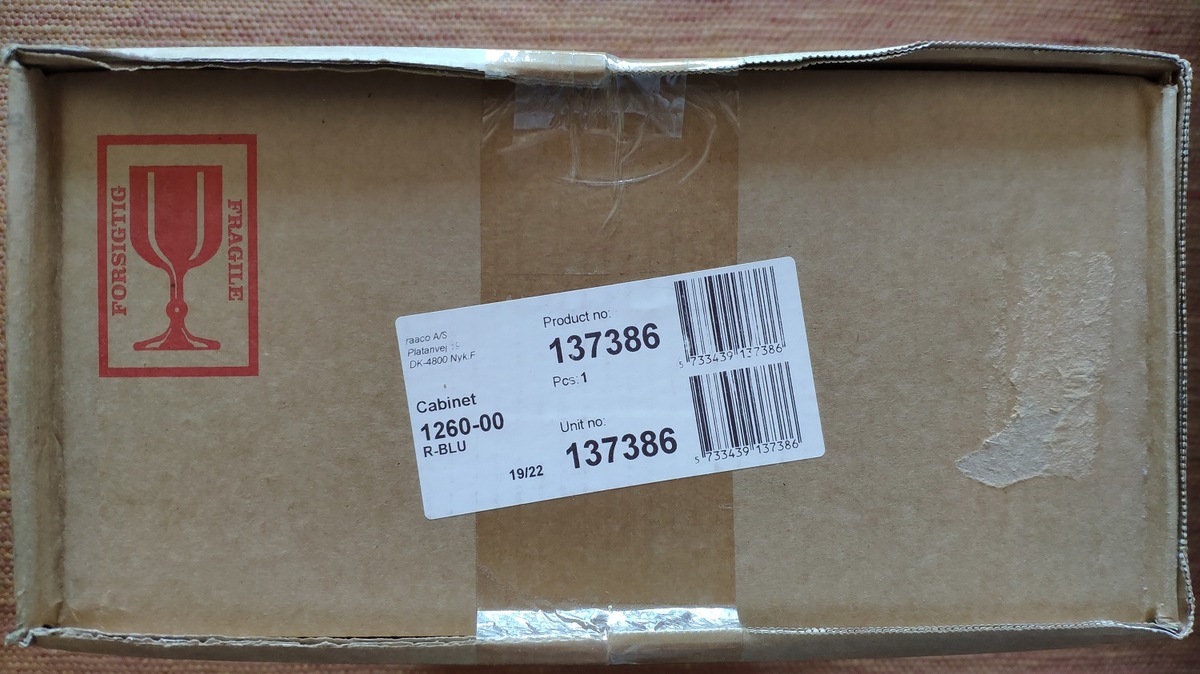 FORSIGTIG
FRAGILE
raaco A/S
Platanvej
DK-4800 Nyk.F
Cabinet
1260-00
R-BLU
19/22
Product no:
137386
Pcs:1
Unit no:
137386
5 733439 137386
5 733439 137386